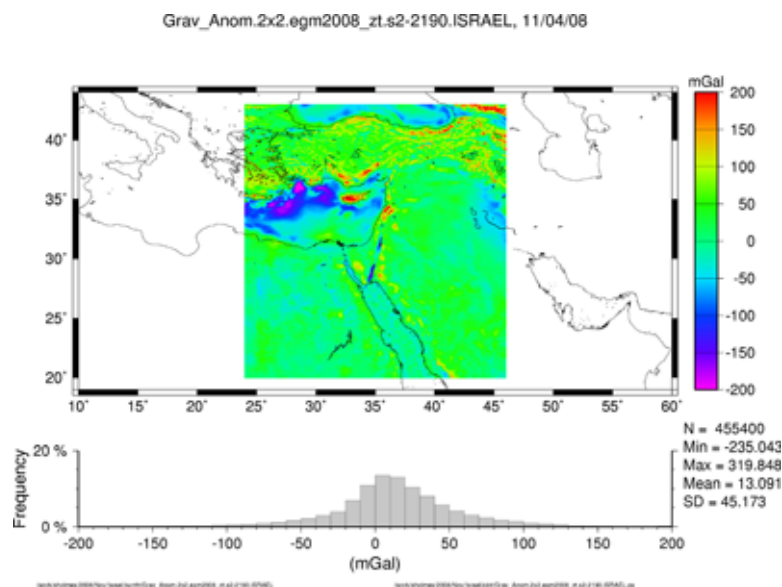 Grav_Anom.2x2.egm2008_zt.s2-2190.ISRAEL, 11/04/08
mGal
200
150
100
50
0
-50
-100
-150
-200
40°
35°
30°
25°
20°
10° 15° 20° 25° 30° 35° 40° 45° 50° 55° 60°
20 %
0 %
Frequency
-200 -150 -100 -50 0 50 100 150 200
(mGal)
N = 455400
Min = -235.043
Max = 319.848
Mean = 13.091
SD = 45.173